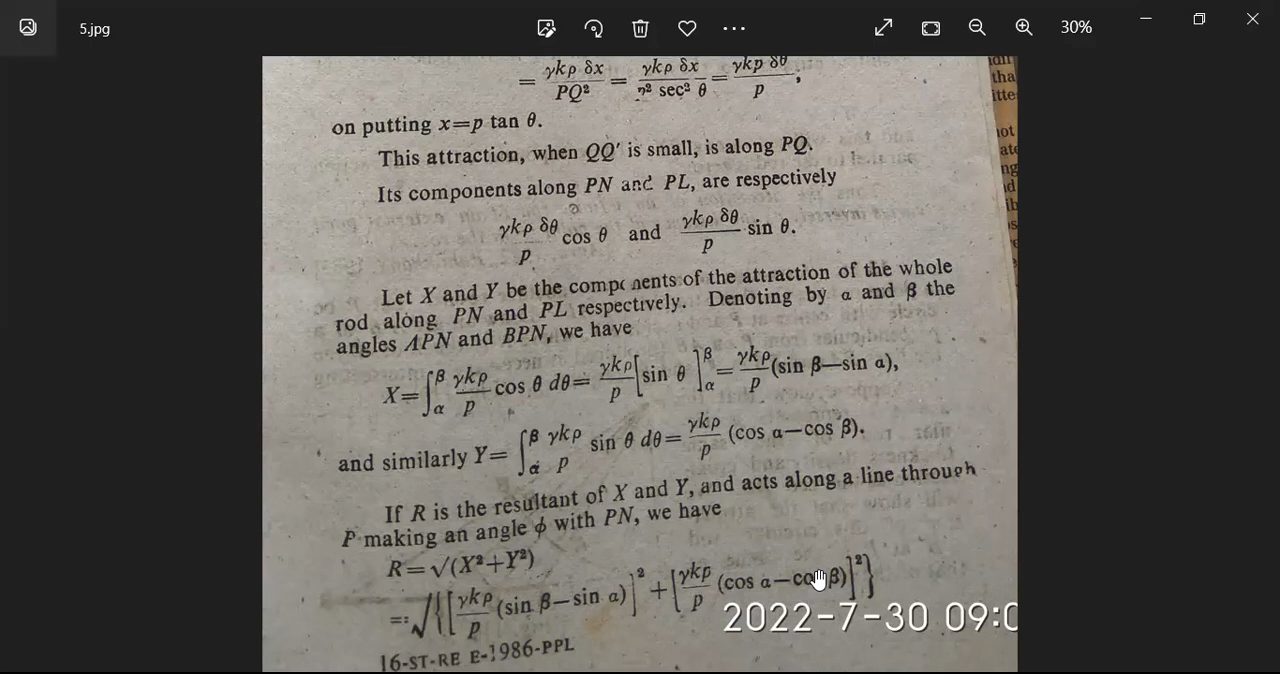 5.jpg
30%
= γkρ δx / PQ² = γkρ δx / p² sec² θ = γkρ δθ / p ,
on putting x=p tan θ.
This attraction, when QQ' is small, is along PQ.
Its components along PN and PL, are respectively
γkρ δθ / p cos θ and γkρ δθ / p sin θ.
Let X and Y be the components of the attraction of the whole
rod along PN and PL respectively. Denoting by α and β the
angles APN and BPN, we have
X=∫α^β γkρ / p cos θ dθ= γkρ / p [sin θ]α^β = γkρ / p (sin β—sin α),
and similarly Y= ∫α^β γkρ / p sin θ dθ= γkρ / p (cos α—cos β).
If R is the resultant of X and Y, and acts along a line through
P making an angle ϕ with PN, we have
R=√(X²+Y²)
=√{[γkρ / p (sin β—sin α)]² + [γkρ / p (cos α—cos β)]²}
2022-7-30 09:0
16-ST-RE E-1986-PPL